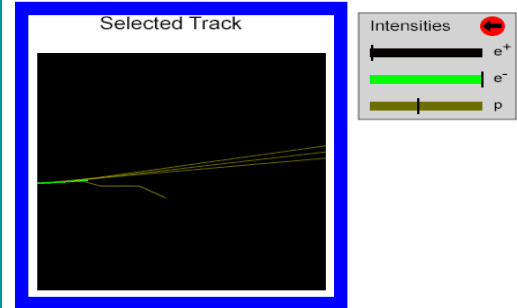 Selected Track
Intensities
e+
e-
p